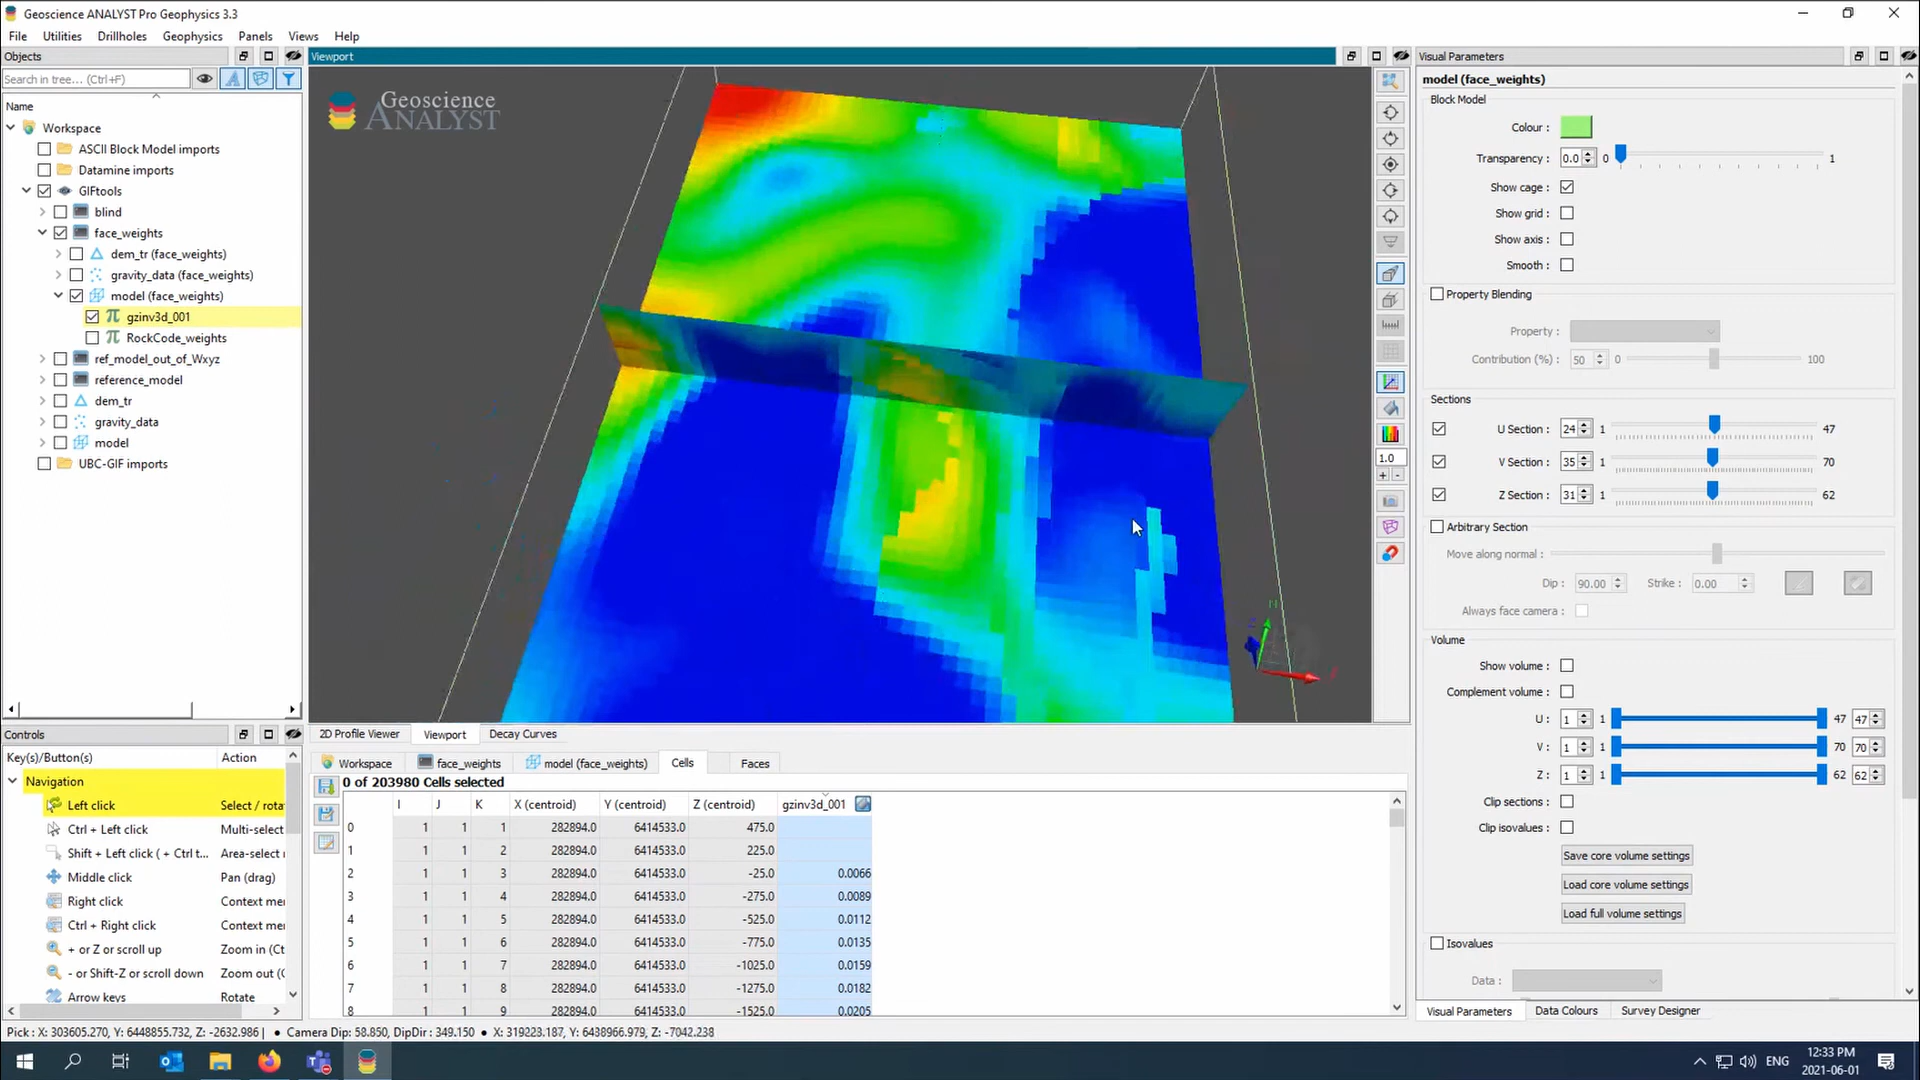 Geoscience ANALYST Pro Geophysics 3.3
File Utilities Drillholes Geophysics Panels Views Help
Objects
Search in tree... (Ctrl+F)
Name
Workspace
ASCII Block Model imports
Datamine imports
GIFtools
blind
face_weights
dem_tr (face_weights)
gravity_data (face_weights)
model (face_weights)
gzinv3d_001
RockCode_weights
ref_model_out_of_Wxyz
reference_model
dem_tr
gravity_data
model
UBC-GIF imports
Controls
Key(s)/Button(s) Action
Navigation
Left click Select / rota
Ctrl + Left click Multi-select
Shift + Left click ( + Ctrl t... Area-select
Middle click Pan (drag)
Right click Context me
Ctrl + Right click Context me
+ or Z or scroll up Zoom in (Ct
- or Shift-Z or scroll down Zoom out (C
Arrow keys Rotate
Viewport
Geoscience
ANALYST
1.0
+ -
2D Profile Viewer Viewport Decay Curves
Workspace face_weights model (face_weights) Cells Faces
0 of 203980 Cells selected
I J K X (centroid) Y (centroid) Z (centroid) gzinv3d_001
0 1 1 1 282894.0 6414533.0 475.0
1 1 1 2 282894.0 6414533.0 225.0
2 1 1 3 282894.0 6414533.0 -25.0 0.0066
3 1 1 4 282894.0 6414533.0 -275.0 0.0089
4 1 1 5 282894.0 6414533.0 -525.0 0.0112
5 1 1 6 282894.0 6414533.0 -775.0 0.0135
6 1 1 7 282894.0 6414533.0 -1025.0 0.0159
7 1 1 8 282894.0 6414533.0 -1275.0 0.0182
8 1 1 9 282894.0 6414533.0 -1525.0 0.0205
Visual Parameters
model (face_weights)
Block Model
Colour :
Transparency : 0.0 0 1
Show cage :
Show grid :
Show axis :
Smooth :
Property Blending
Property :
Contribution (%) : 50 0 100
Sections
U Section : 24 1 47
V Section : 35 1 70
Z Section : 31 1 62
Arbitrary Section
Move along normal :
Dip : 90.00 Strike : 0.00
Always face camera :
Volume
Show volume :
Complement volume :
U : 1 1 47 47
V : 1 1 70 70
Z : 1 1 62 62
Clip sections :
Clip isovalues :
Save core volume settings
Load core volume settings
Load full volume settings
Isovalues
Data :
Visual Parameters Data Colours Survey Designer
Pick : X: 303605.270, Y: 6448855.732, Z: -2632.986 | • Camera Dip: 58.850, DipDir: 349.150 • X: 319223.187, Y: 6438966.979, Z: -7042.238
ENG
12:33 PM
2021-06-01